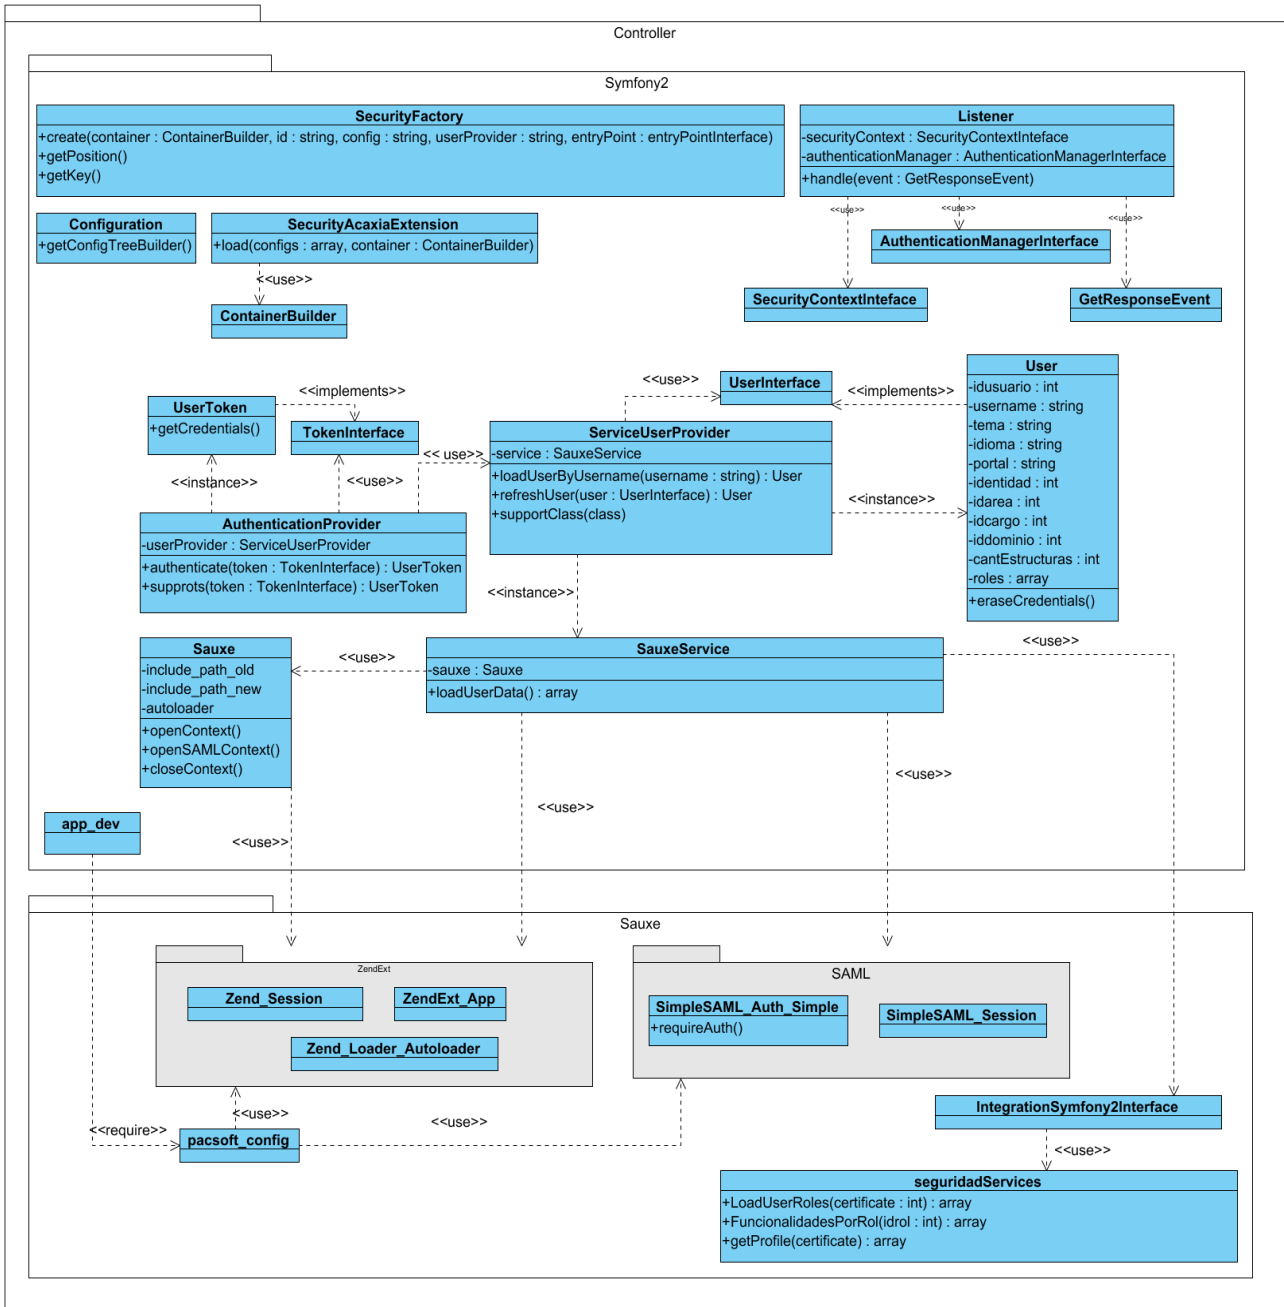 Controller
Symfony2
SecurityFactory
+create(container : ContainerBuilder, id : string, config : string, userProvider : string, entryPoint : entryPointInterface)
+getPosition()
+getKey()
Listener
-securityContext : SecurityContextInteface
-authenticationManager : AuthenticationManagerInterface
+handle(event : GetResponseEvent)
<<use>>
<<use>>
<<use>>
Configuration
+getConfigTreeBuilder()
SecurityAcaxiaExtension
+load(configs : array, container : ContainerBuilder)
<<use>>
ContainerBuilder
AuthenticationManagerInterface
SecurityContextInteface
GetResponseEvent
UserToken
+getCredentials()
<<implements>>
TokenInterface
<<instance>>
<<use>>
<< use>>
<<use>>
UserInterface
<<implements>>
ServiceUserProvider
-service : SauxeService
+loadUserByUsername(username : string) : User
+refreshUser(user : UserInterface) : User
+supportClass(class)
<<instance>>
User
-idusuario : int
-username : string
-tema : string
-idioma : string
-portal : string
-identidad : int
-idarea : int
-idcargo : int
-iddominio : int
-cantEstructuras : int
-roles : array
+eraseCredentials()
AuthenticationProvider
-userProvider : ServiceUserProvider
+authenticate(token : TokenInterface) : UserToken
+supprots(token : TokenInterface) : UserToken
<<instance>>
Sauxe
-include_path_old
-include_path_new
-autoloader
+openContext()
+openSAMLContext()
+closeContext()
<<use>>
SauxeService
-sauxe : Sauxe
+loadUserData() : array
<<use>>
<<use>>
<<use>>
app_dev
<<use>>
Sauxe
ZendExt
Zend_Session
ZendExt_App
Zend_Loader_Autoloader
SAML
SimpleSAML_Auth_Simple
+requireAuth()
SimpleSAML_Session
<<use>>
<<use>>
<<require>>
pacsoft_config
IntegrationSymfony2Interface
<<use>>
seguridadServices
+LoadUserRoles(certificate : int) : array
+FuncionalidadesPorRol(idrol : int) : array
+getProfile(certificate) : array